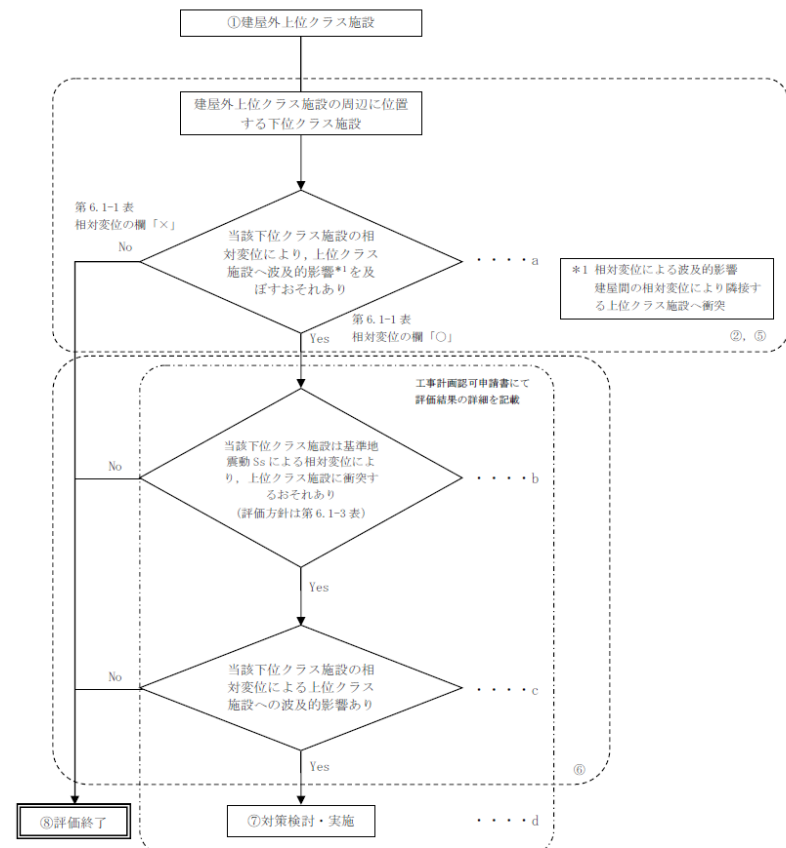 ①建屋外上位クラス施設
建屋外上位クラス施設の周辺に位置
する下位クラス施設
第 6.1-1 表
相対変位の欄「×」
No
当該下位クラス施設の相
対変位により,上位クラス
施設へ波及的影響*1を及
ぼすおそれあり
・・・・a
*1 相対変位による波及的影響
建屋間の相対変位により隣接す
る上位クラス施設へ衝突
第 6.1-1 表
相対変位の欄「○」
Yes
②,⑤
工事計画認可申請書にて
評価結果の詳細を記載
No
当該下位クラス施設は基準地
震動 Ss による相対変位によ
り,上位クラス施設に衝突す
るおそれあり
(評価方針は第 6.1-3 表)
・・・・b
Yes
No
当該下位クラス施設の相
対変位による上位クラス
施設への波及的影響あり
・・・・c
Yes
⑥
⑧評価終了
⑦対策検討・実施
・・・・d